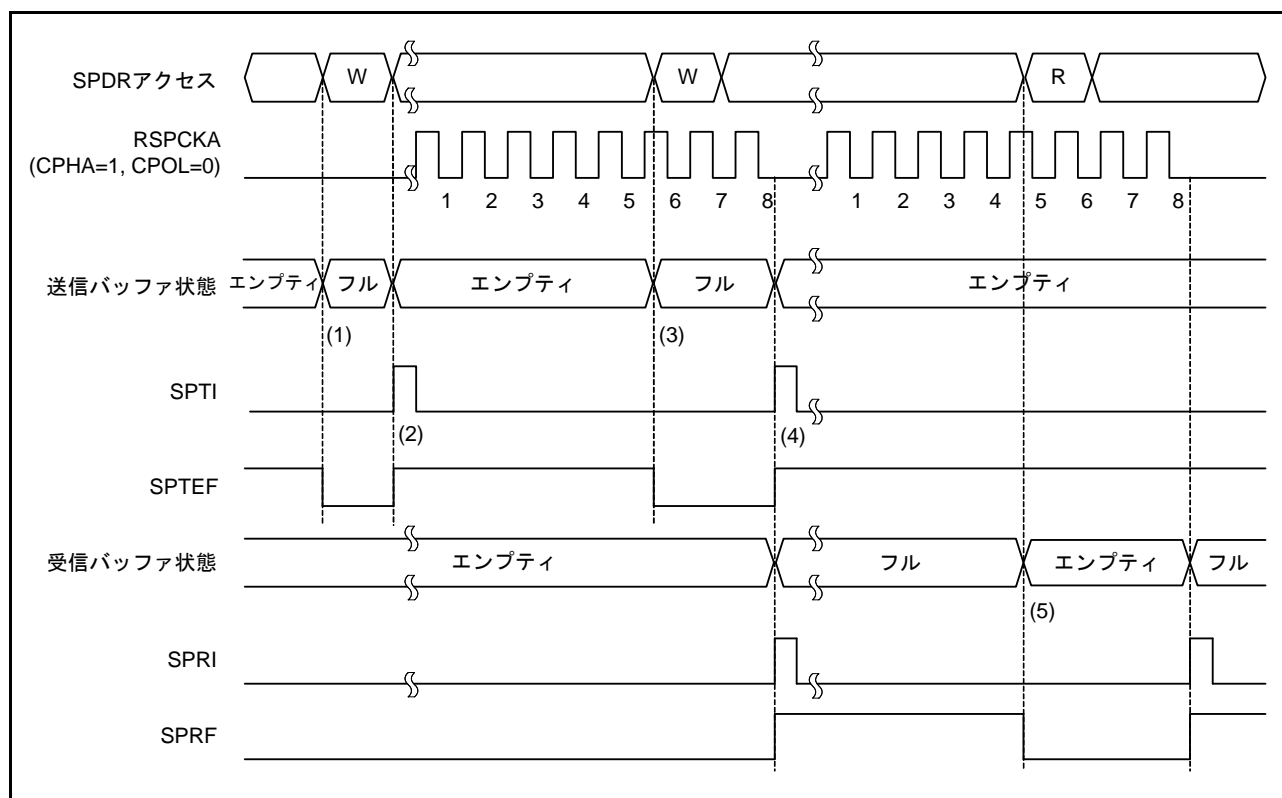 SPDRアクセス W W R
RSPCKA
(CPHA=1, CPOL=0)
1 2 3 4 5 6 7 8 1 2 3 4 5 6 7 8
送信バッファ状態 エンプティ フル エンプティ フル エンプティ
(1) (3)
SPTI
(2) (4)
SPTEF
受信バッファ状態 エンプティ フル エンプティ フル
(5)
SPRI
SPRF